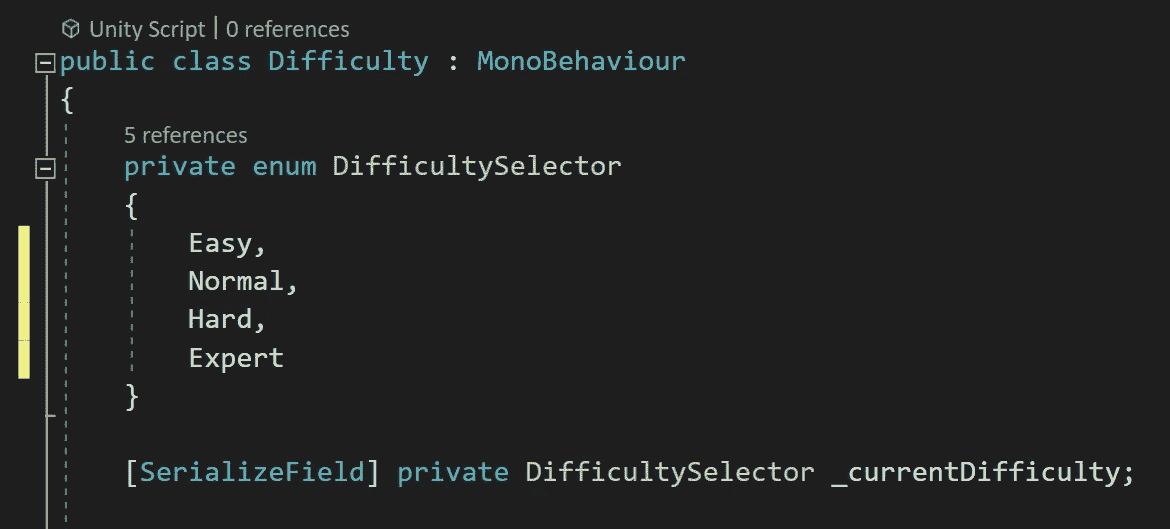 Unity Script | 0 references
public class Difficulty : MonoBehaviour
{
5 references
private enum DifficultySelector
{
Easy,
Normal,
Hard,
Expert
}
[SerializeField] private DifficultySelector _currentDifficulty;